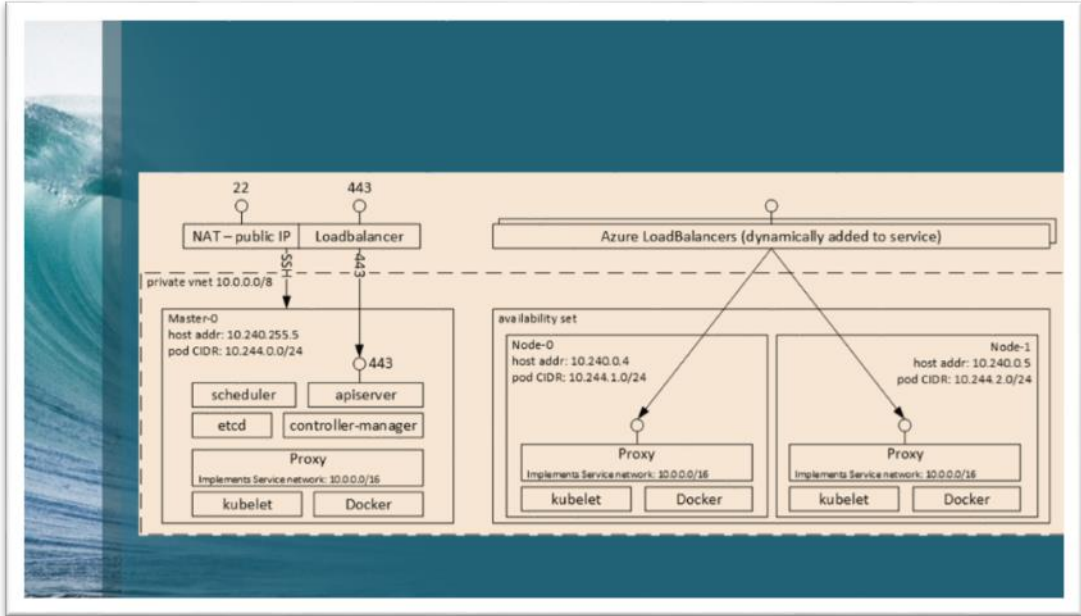 22
443
NAT – public IP
Loadbalancer
Azure LoadBalancers (dynamically added to service)
SSH
443
private vnet 10.0.0.0/8
Master-0
host addr: 10.240.255.5
pod CIDR: 10.244.0.0/24
443
scheduler
apiserver
etcd
controller-manager
Proxy
Implements Service network: 10.0.0.0/16
kubelet
Docker
availability set
Node-0
host addr: 10.240.0.4
pod CIDR: 10.244.1.0/24
Proxy
Implements Service network: 10.0.0.0/16
kubelet
Docker
Node-1
host addr: 10.240.0.5
pod CIDR: 10.244.2.0/24
Proxy
Implements Service network: 10.0.0.0/16
kubelet
Docker